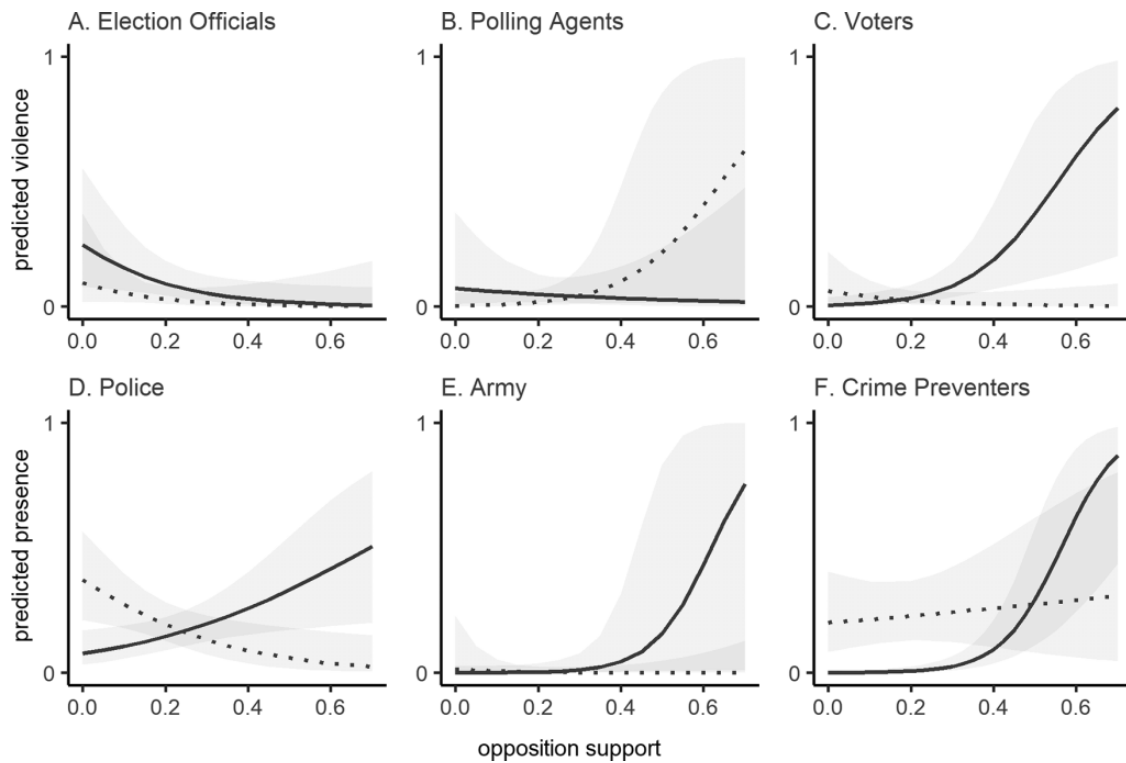 A. Election Officials
B. Polling Agents
C. Voters
predicted violence
1
0
0.0 0.2 0.4 0.6
1
0
0.0 0.2 0.4 0.6
1
0
0.0 0.2 0.4 0.6
D. Police
E. Army
F. Crime Preventers
predicted presence
1
0
0.0 0.2 0.4 0.6
1
0
0.0 0.2 0.4 0.6
1
0
0.0 0.2 0.4 0.6
opposition support